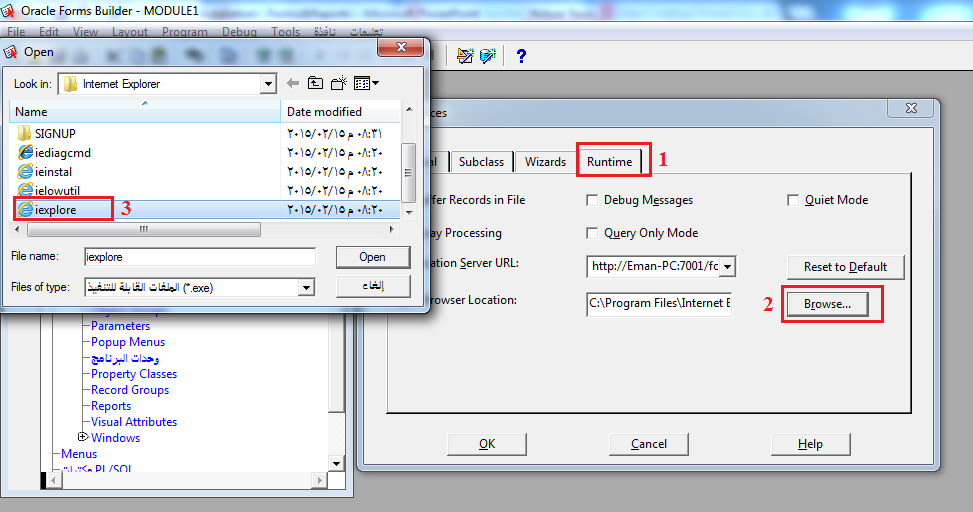 Oracle Forms Builder - MODULE1
File Edit View Layout Program Debug Tools نافذة تعليمات
Open
Look in: Internet Explorer
Name Date modified
SIGNUP ٢٠١٥/٠٢/١٥ م ٠٨:٣١
iediagcmd ٢٠١٥/٠٢/١٥ م ٠٨:٢٠
ieinstal ٢٠١٥/٠٢/١٥ م ٠٨:٢٠
ielowutil ٢٠١٥/٠٢/١٥ م ٠٨:٢٠
iexplore ٢٠١٥/٠٢/١٥ م ٠٨:٢٠
3
File name: iexplore Open
Files of type: الملفات القابلة للتنفيذ (*.exe) إلغاء
ces
al Subclass Wizards Runtime 1
fer Records in File Debug Messages Quiet Mode
ay Processing Query Only Mode
ation Server URL: http://Eman-PC:7001/fo Reset to Default
rowser Location: C:\Program Files\Internet E 2 Browse...
OK Cancel Help
Parameters
Popup Menus
وحدات البرنامج
Property Classes
Record Groups
Reports
Visual Attributes
Windows
Menus
مكتبات PL/SQL